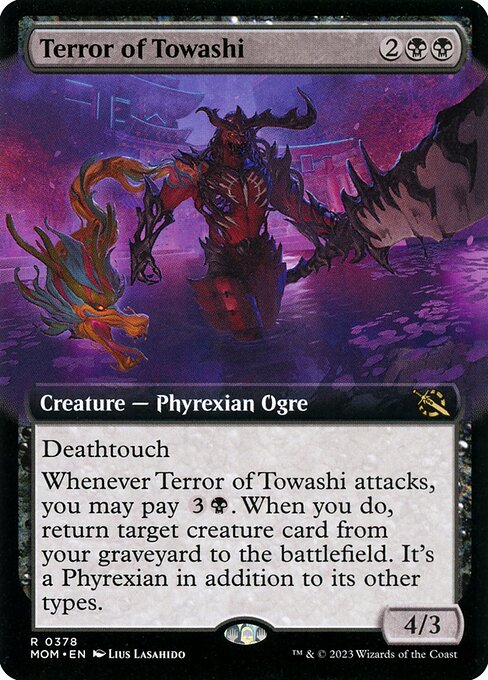 Terror of Towashi 2
Creature — Phyrexian Ogre
Deathtouch
Whenever Terror of Towashi attacks,
you may pay 3. When you do,
return target creature card from
your graveyard to the battlefield. It's
a Phyrexian in addition to its other
types.
4/3
R 0378
MOM • EN Lius Lasahido
™ & © 2023 Wizards of the Coast